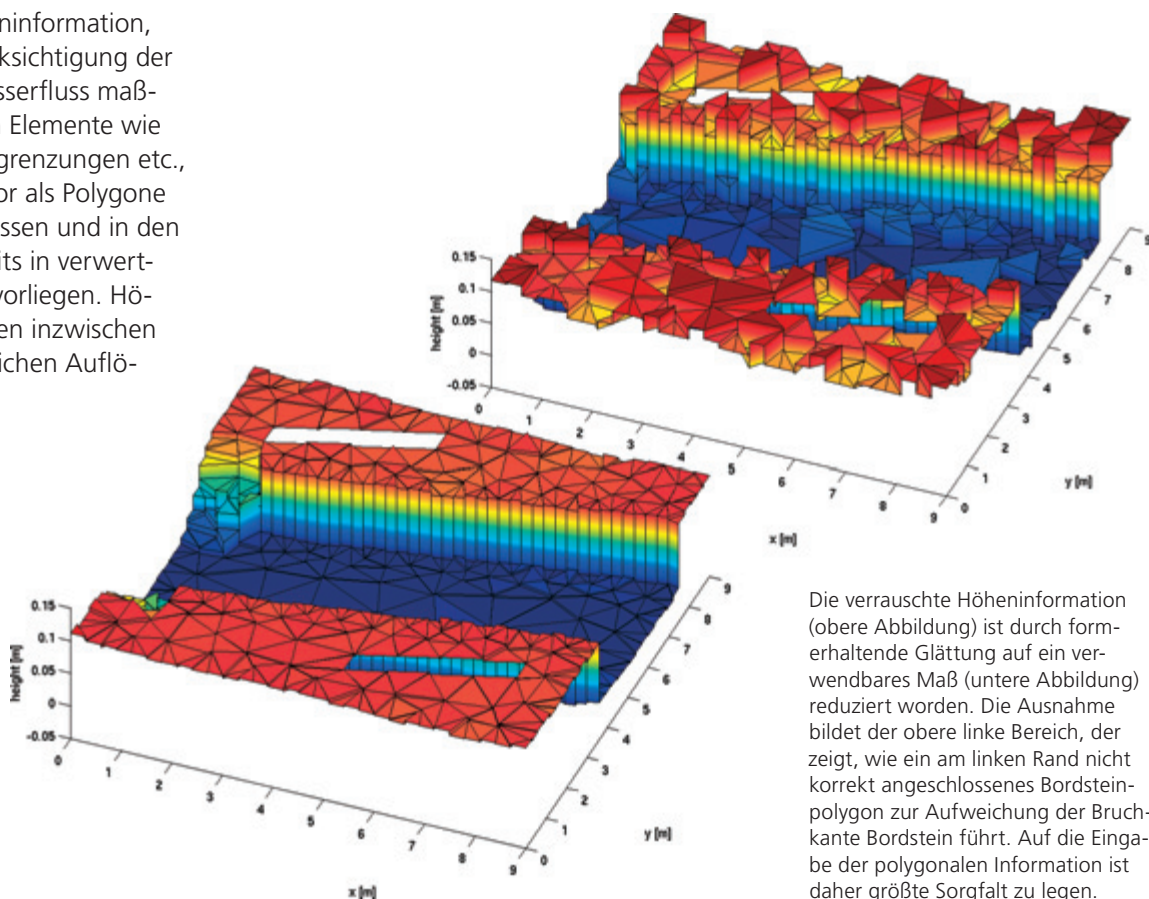 ninformation,
ksichtigung der
sserfluss maß-
Elemente wie
grenzungen etc.,
or als Polygone
ssen und in den
its in verwert-
vorliegen. Hö-
en inzwischen
ichen Auflö-
0.15
0.1
0.05
0
-0.05
height [m]
0
1
2
3
4
5
6
7
8
9
x [m]
0
1
2
3
4
5
6
7
8
9
y [m]
0.15
0.1
0.05
0
-0.05
height [m]
0
1
2
3
4
5
6
7
8
9
x [m]
0
1
2
3
4
5
6
7
8
9
y [m]
Die verrauschte Höheninformation
(obere Abbildung) ist durch form-
erhaltende Glättung auf ein ver-
wendbares Maß (untere Abbildung)
reduziert worden. Die Ausnahme
bildet der obere linke Bereich, der
zeigt, wie ein am linken Rand nicht
korrekt angeschlossenes Bordstein-
polygon zur Aufweichung der Bruch-
kante Bordstein führt. Auf die Einga-
be der polygonalen Information ist
daher größte Sorgfalt zu legen.